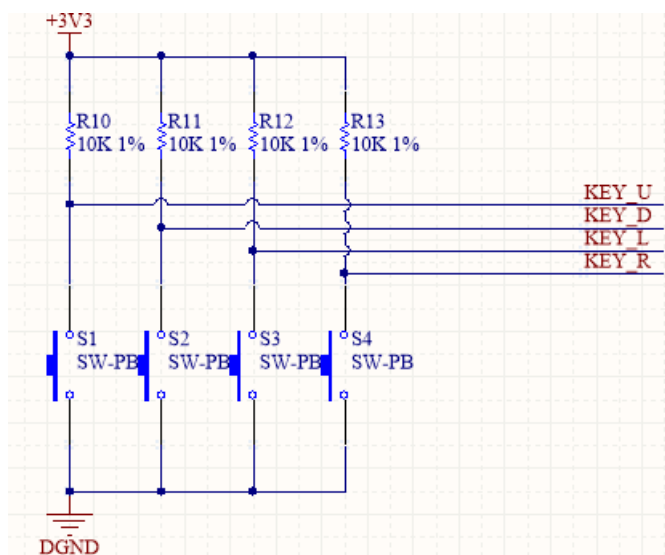 +3V3
R10 R11 R12 R13
10K 1% 10K 1% 10K 1% 10K 1%
KEY_U
KEY_D
KEY_L
KEY_R
S1 S2 S3 S4
SW-PB SW-PB SW-PB SW-PB
DGND